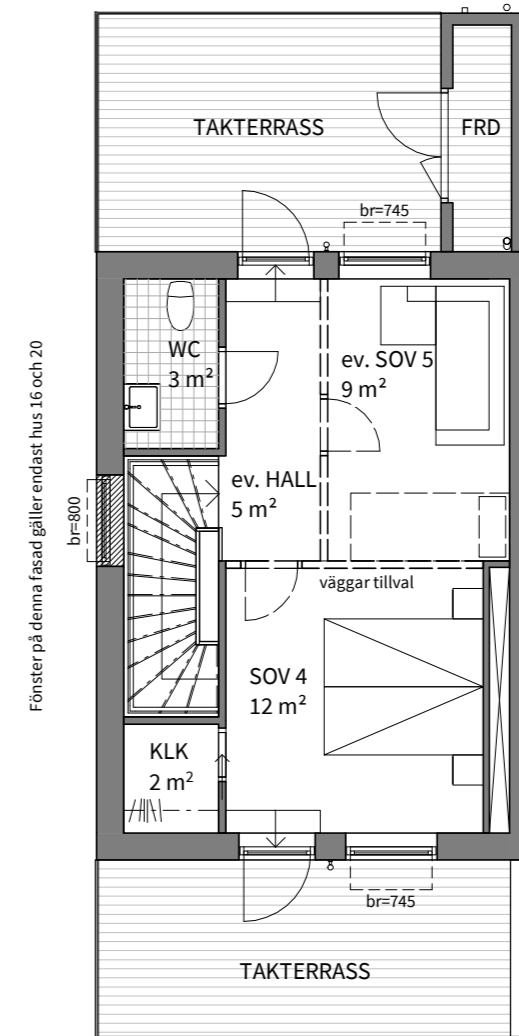 TAKTERRASS
FRD
br=745
WC
3 m²
ev. SOV 5
9 m²
ev. HALL
5 m²
Fönster på denna fasad gäller endast hus 16 och 20
br=800
väggar tillval
SOV 4
12 m²
KLK
2 m²
br=745
TAKTERRASS